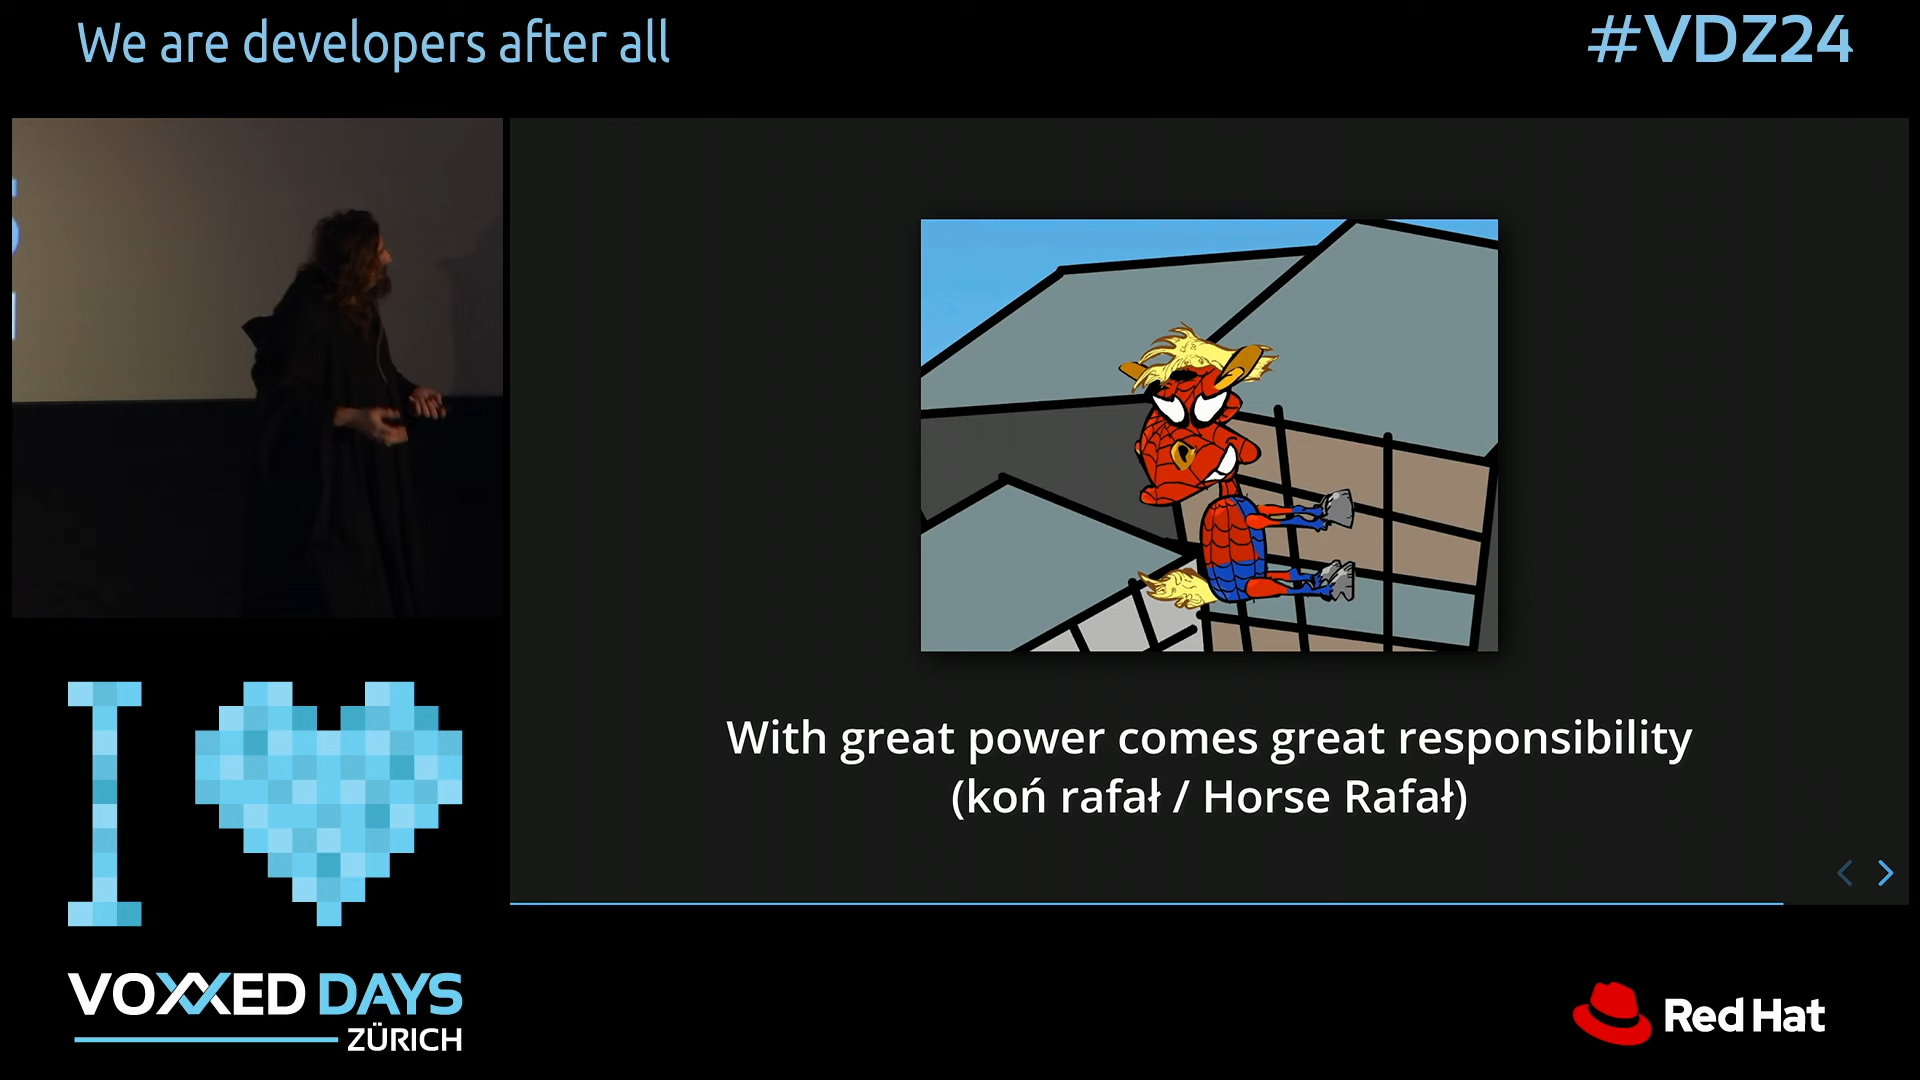 We are developers after all
#VDZ24
With great power comes great responsibility
(koń rafał / Horse Rafał)
I
VOXXED DAYS
ZÜRICH
Red Hat